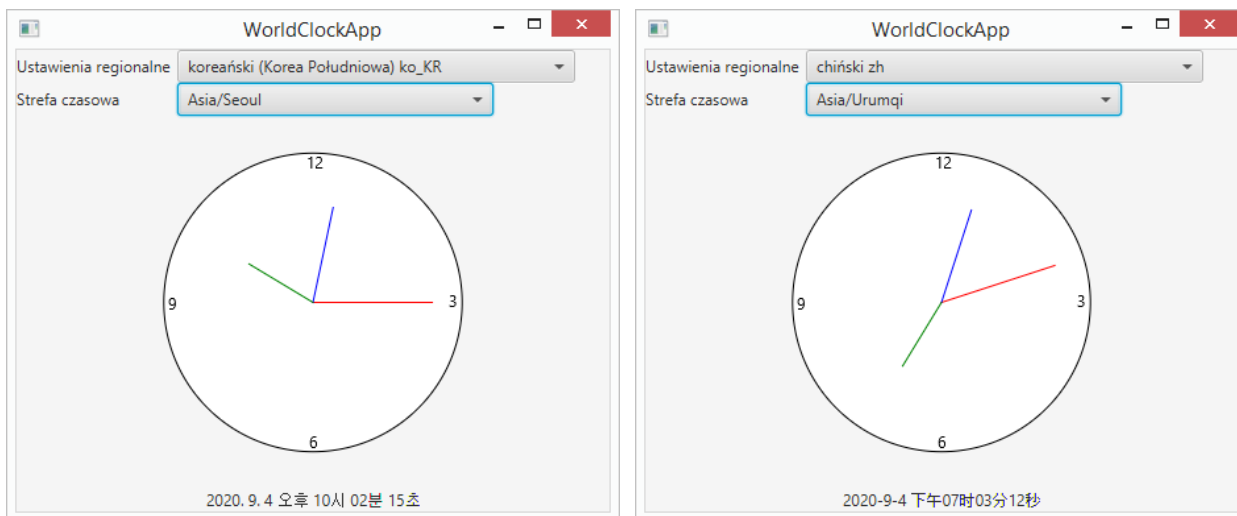 WorldClockApp
Ustawienia regionalne koreański (Korea Południowa) ko_KR
Strefa czasowa Asia/Seoul
12
9 3
6
2020. 9. 4 오후 10시 02분 15초
WorldClockApp
Ustawienia regionalne chiński zh
Strefa czasowa Asia/Urumqi
12
9 3
6
2020-9-4 下午07时03分12秒